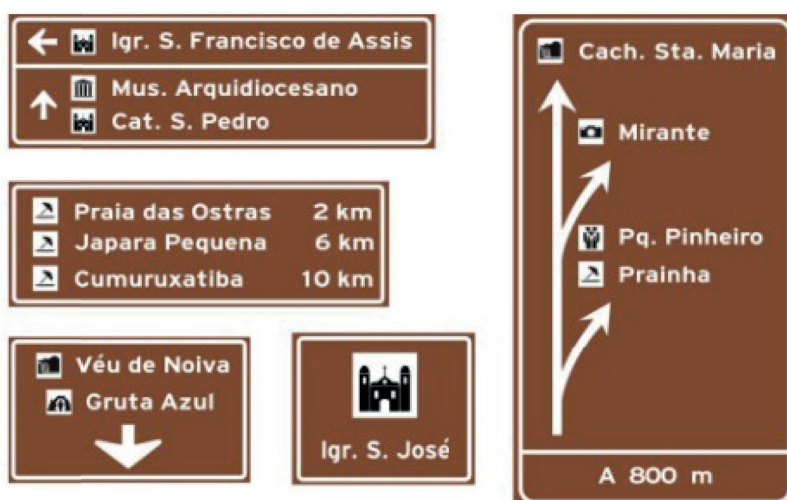 Igr. S. Francisco de Assis
Mus. Arquidiocesano
Cat. S. Pedro
Praia das Ostras 2 km
Japara Pequena 6 km
Cumuruxatiba 10 km
Véu de Noiva
Gruta Azul
Igr. S. José
Cach. Sta. Maria
Mirante
Pq. Pinheiro
Prainha
A 800 m